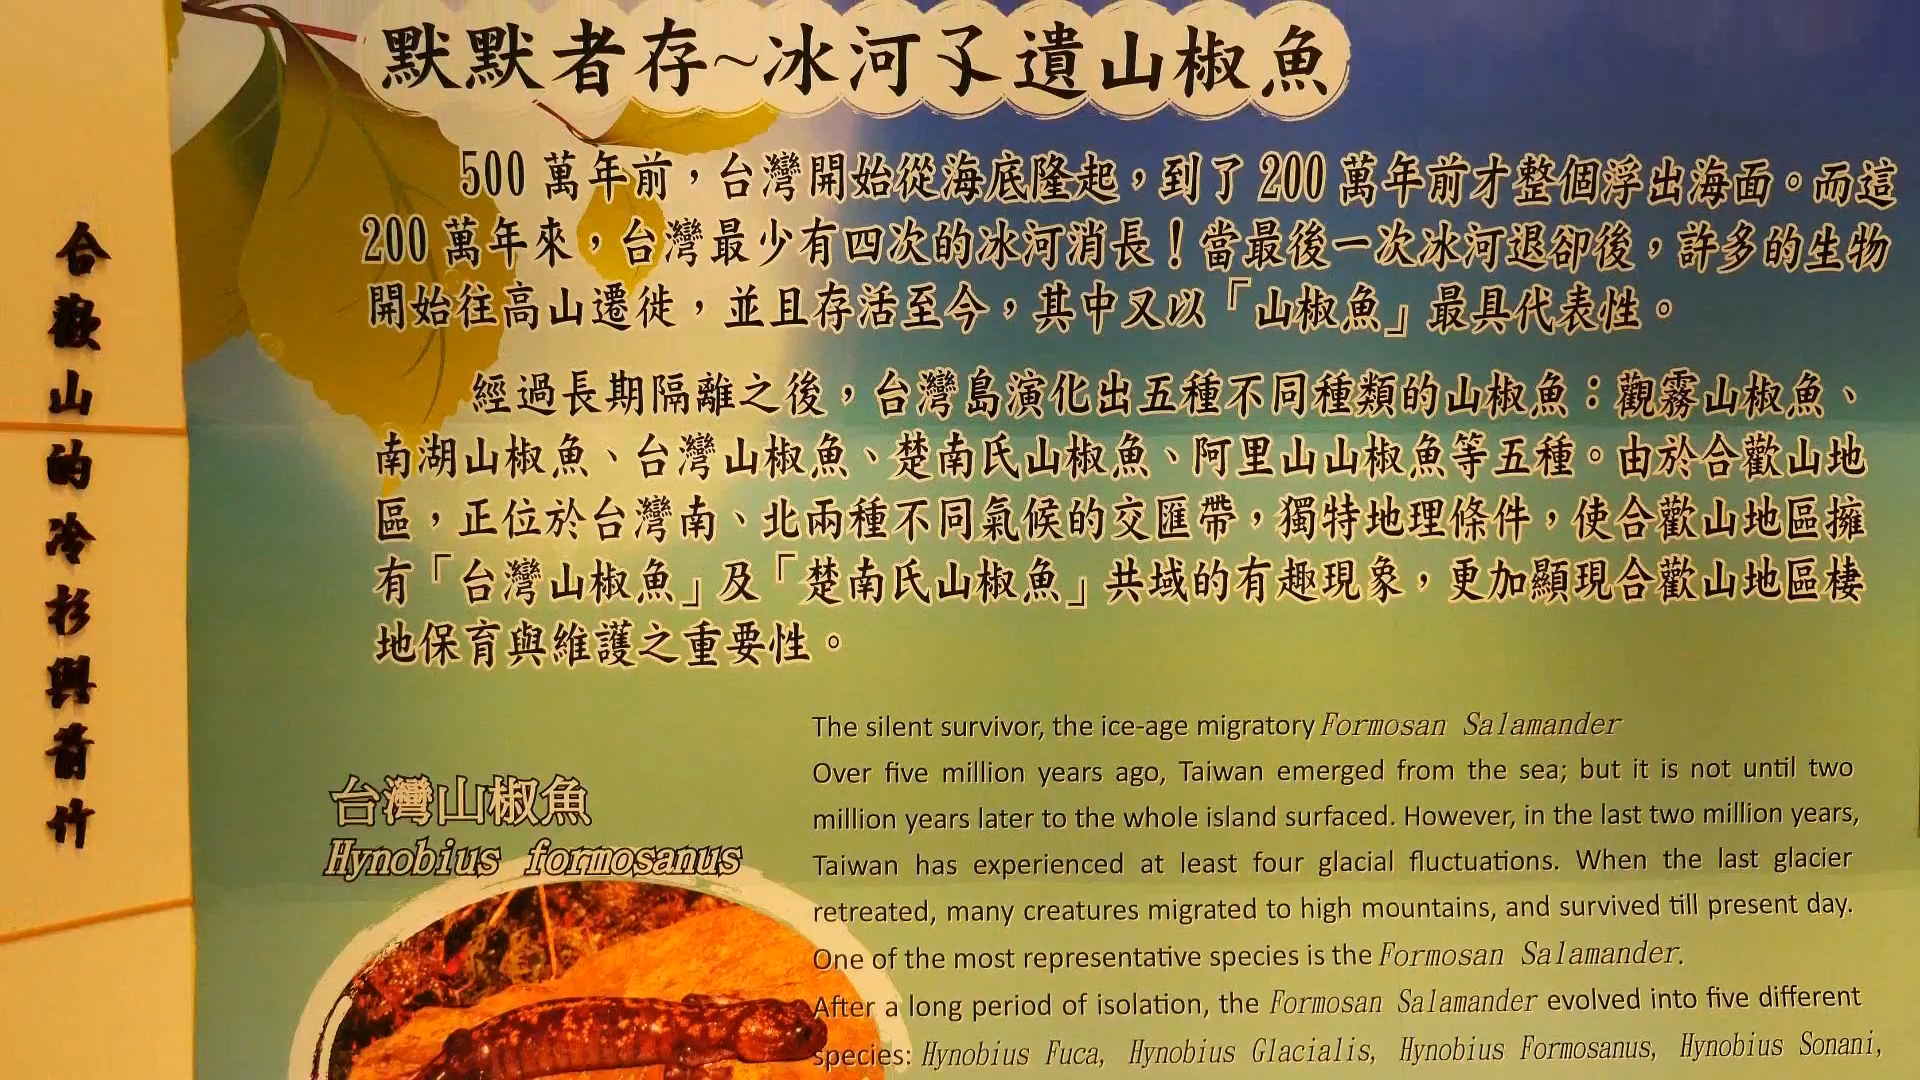 默默者存~冰河孓遺山椒魚
500 萬年前，台灣開始從海底隆起，到了 200 萬年前才整個浮出海面。而這
200 萬年來，台灣最少有四次的冰河消長！當最後一次冰河退卻後，許多的生物
開始往高山遷徙，並且存活至今，其中又以「山椒魚」最具代表性。
經過長期隔離之後，台灣島演化出五種不同種類的山椒魚：觀霧山椒魚、
南湖山椒魚、台灣山椒魚、楚南氏山椒魚、阿里山山椒魚等五種。由於合歡山地
區，正位於台灣南、北兩種不同氣候的交匯帶，獨特地理條件，使合歡山地區擁
有「台灣山椒魚」及「楚南氏山椒魚」共域的有趣現象，更加顯現合歡山地區棲
地保育與維護之重要性。
合歡山的冷杉與箭竹
台灣山椒魚
Hynobius formosanus
The silent survivor, the ice-age migratory Formosan Salamander
Over five million years ago, Taiwan emerged from the sea; but it is not until two
million years later to the whole island surfaced. However, in the last two million years,
Taiwan has experienced at least four glacial fluctuations. When the last glacier
retreated, many creatures migrated to high mountains, and survived till present day.
One of the most representative species is the Formosan Salamander.
After a long period of isolation, the Formosan Salamander evolved into five different
species: Hynobius Fuca, Hynobius Glacialis, Hynobius Formosanus, Hynobius Sonani,